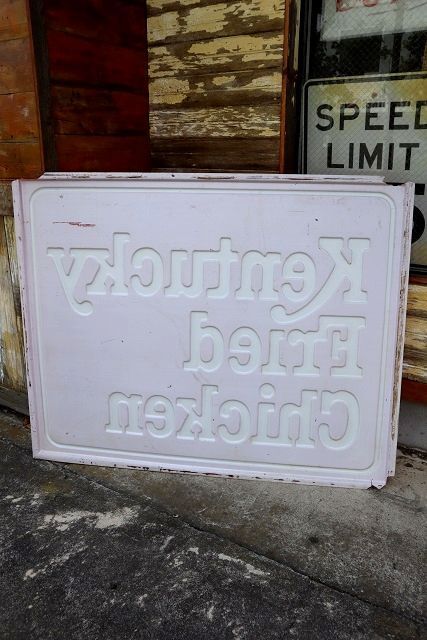 SPEED
LIMIT
Kentucky
Fried
Chicken